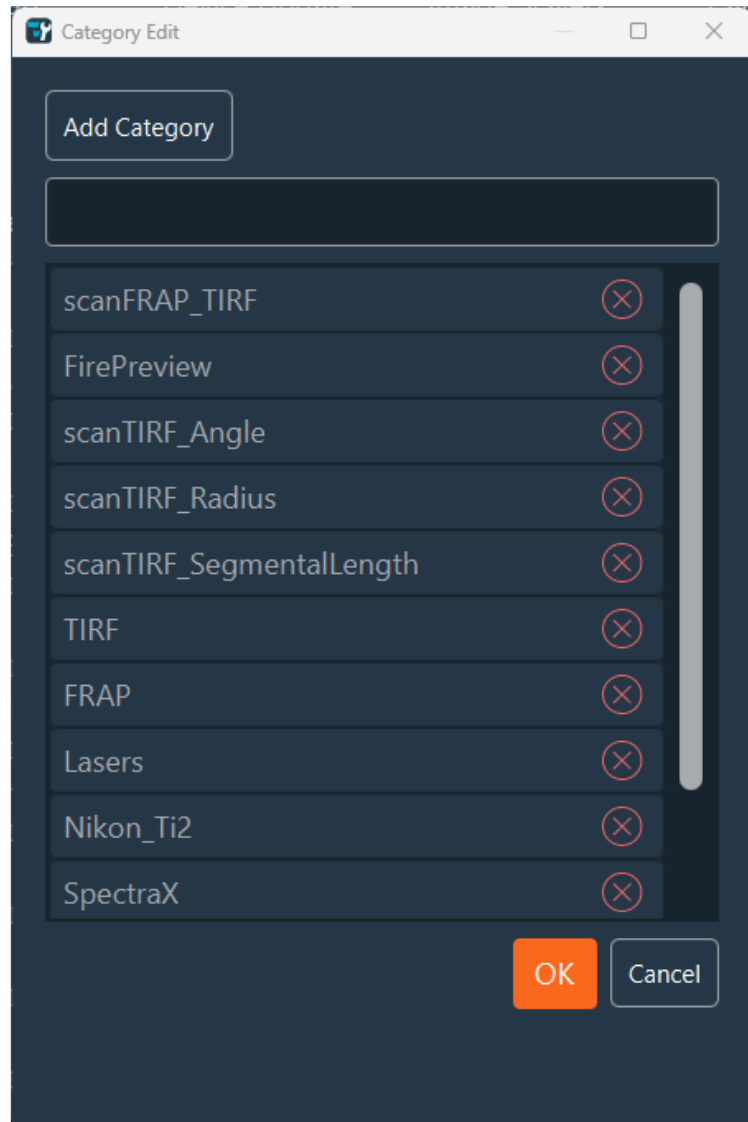 Category Edit
Add Category
scanFRAP_TIRF
FirePreview
scanTIRF_Angle
scanTIRF_Radius
scanTIRF_SegmentalLength
TIRF
FRAP
Lasers
Nikon_Ti2
SpectraX
OK
Cancel